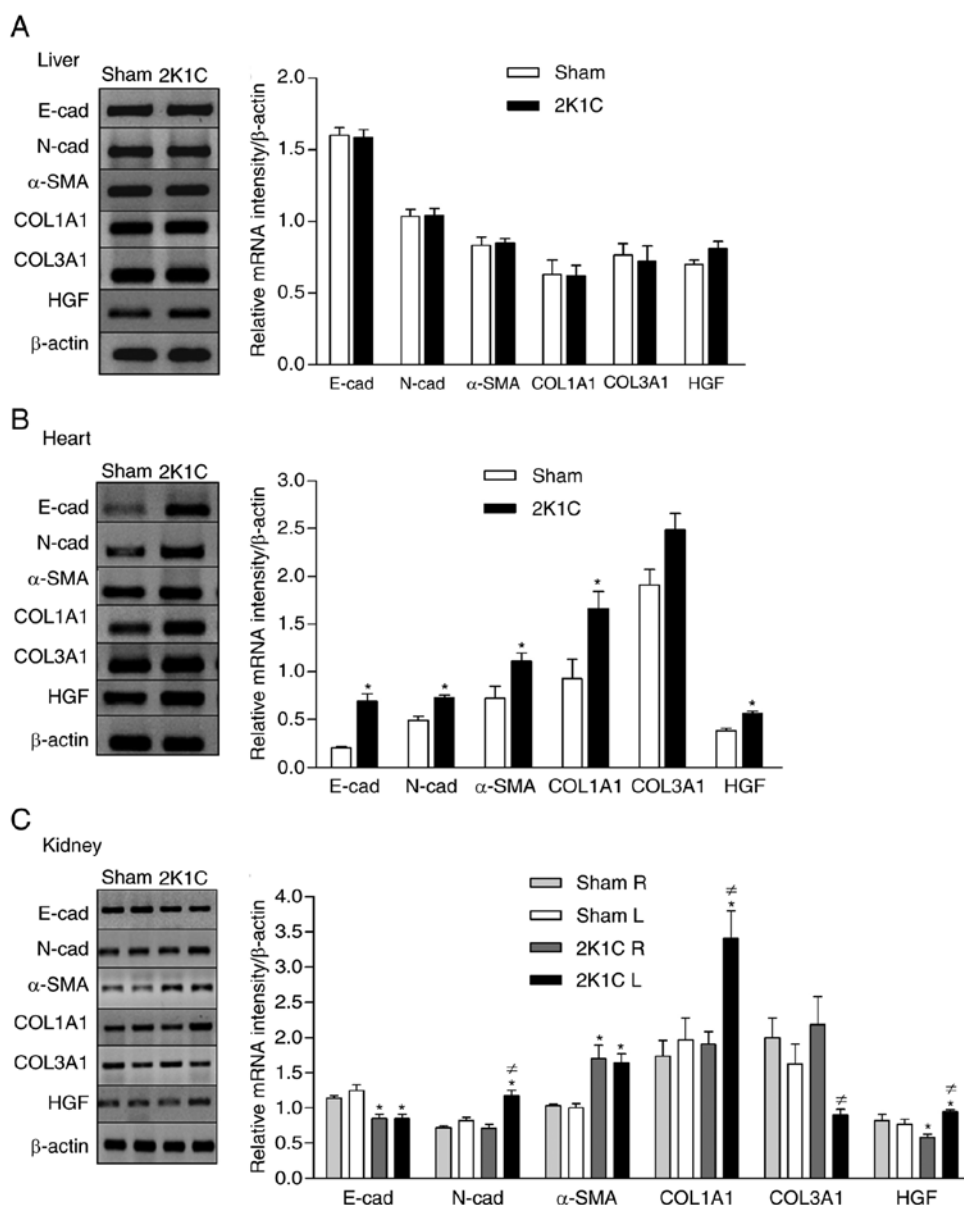 A
Liver
Sham 2K1C
E-cad
N-cad
α-SMA
COL1A1
COL3A1
HGF
β-actin
Relative mRNA intensity/β-actin
2.0
1.5
1.0
0.5
0.0
Sham
2K1C
E-cad N-cad α-SMA COL1A1 COL3A1 HGF
B
Heart
Sham 2K1C
E-cad
N-cad
α-SMA
COL1A1
COL3A1
HGF
β-actin
Relative mRNA intensity/β-actin
3.0
2.5
2.0
1.5
1.0
0.5
0.0
Sham
2K1C
* * * * *
E-cad N-cad α-SMA COL1A1 COL3A1 HGF
C
Kidney
Sham 2K1C
E-cad
N-cad
α-SMA
COL1A1
COL3A1
HGF
β-actin
Relative mRNA intensity/β-actin
4.0
3.5
3.0
2.5
2.0
1.5
1.0
0.5
0.0
Sham R
Sham L
2K1C R
2K1C L
≠ ≠ ≠ ≠
* * * * * * * *
E-cad N-cad α-SMA COL1A1 COL3A1 HGF